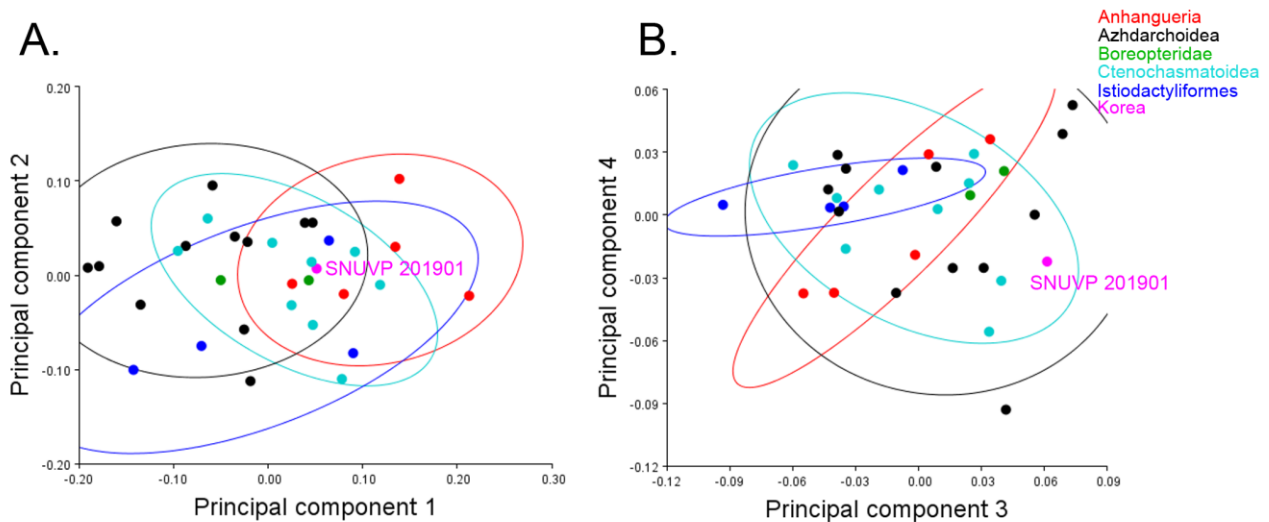 A.
0.20
0.10
0.00
-0.10
-0.20
Principal component 2
SNUVP 201901
-0.20
-0.10
0.00
0.10
0.20
0.30
Principal component 1
B.
0.06
0.03
0.00
-0.03
-0.06
-0.09
-0.12
Principal component 4
SNUVP 201901
-0.12
-0.09
-0.06
-0.03
0.00
0.03
0.06
0.09
Principal component 3
Anhangueria
Azhdarchoidea
Boreopteridae
Ctenochasmatoidea
Istiodactyliformes
Korea